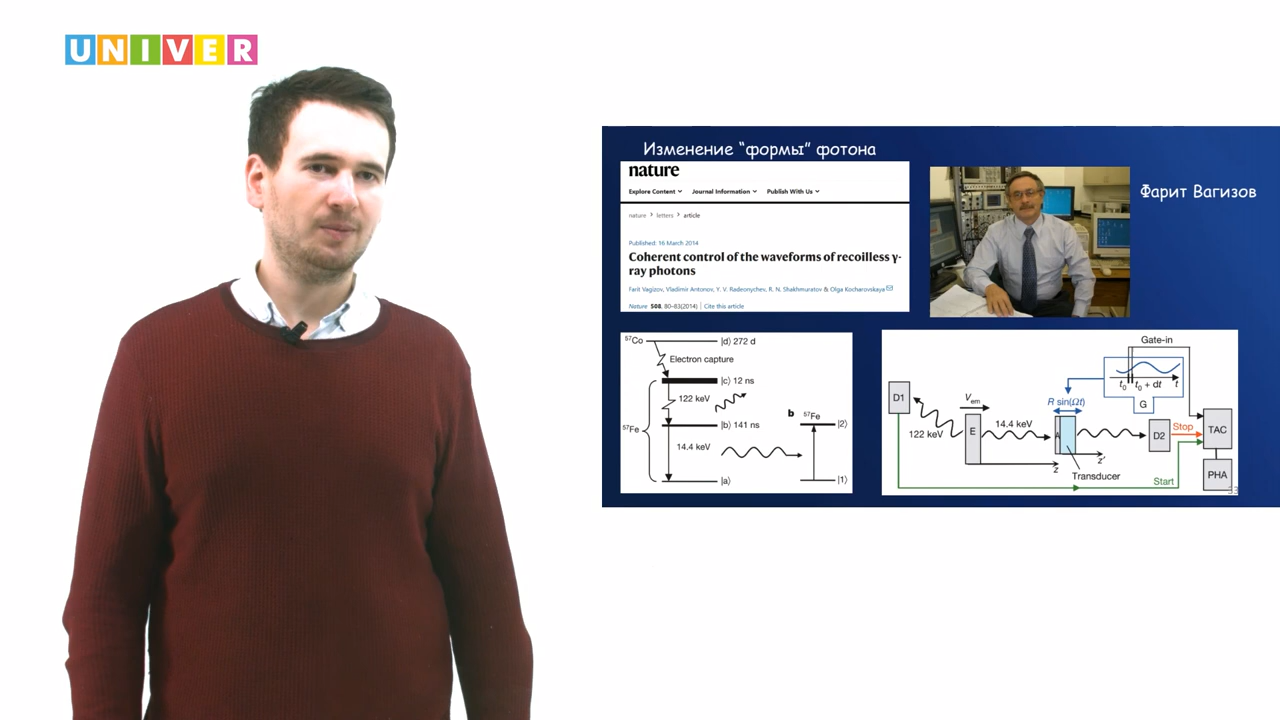 UNIVER
Изменение “формы” фотона
nature
Explore Content Journal Information Publish With Us
nature > letters > article
Published: 16 March 2014
Coherent control of the waveforms of recoilless γ-
ray photons
Farit Vagizov, Vladimir Antonov, Y. V. Radeonychev, R. N. Shakhmuratov & Olga Kocharovskaya
Nature 508, 80–83(2014) | Cite this article
Фарит Вагизов
⁵⁷Co |d⟩ 272 d
Electron capture
|c⟩ 12 ns
122 keV
⁵⁷Fe
|b⟩ 141 ns
14.4 keV
|a⟩
b ⁵⁷Fe
|2⟩
|1⟩
Gate-in
t₀ t₀ + dt t
G
D1
Vem
R sin(Ωt)
122 keV
E
14.4 keV
A
D2
Stop
TAC
z
z'
Transducer
Start
PHA
33